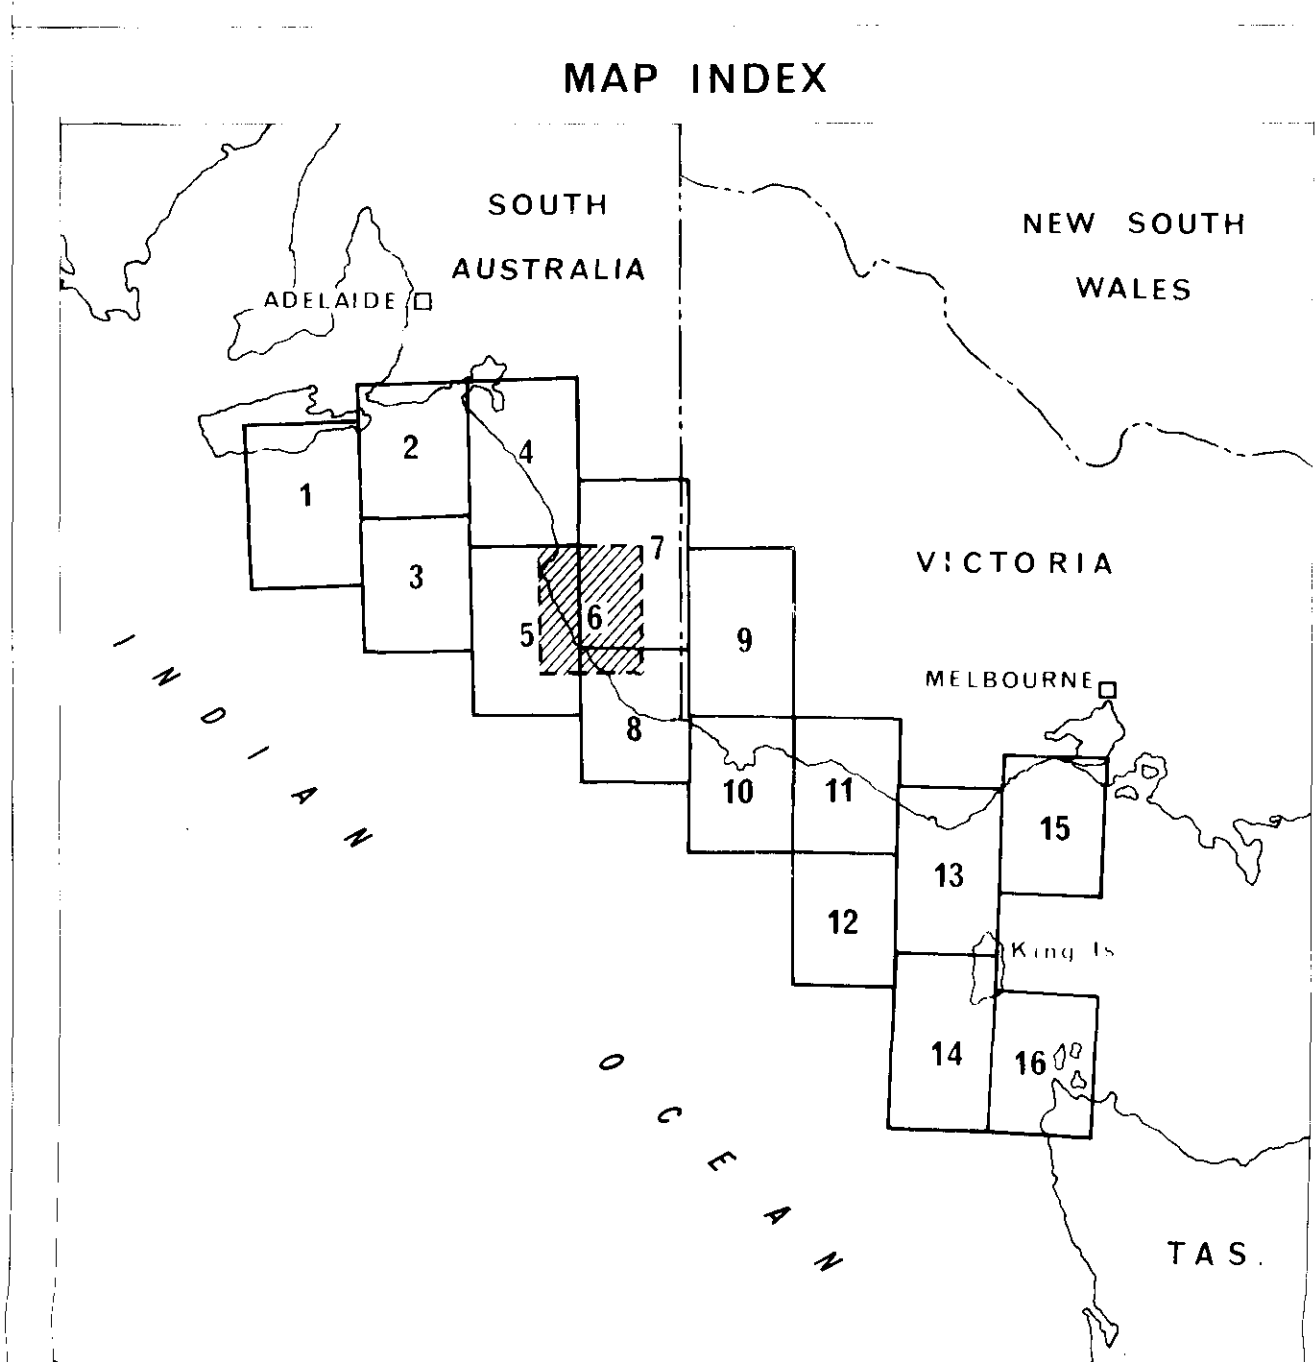 MAP INDEX
SOUTH
AUSTRALIA
NEW SOUTH
WALES
ADELAIDE
2
4
1
7
VICTORIA
3
6
5
9
INDIAN
MELBOURNE
8
10
11
15
13
12
King Is
14
16
OCEAN
TAS.